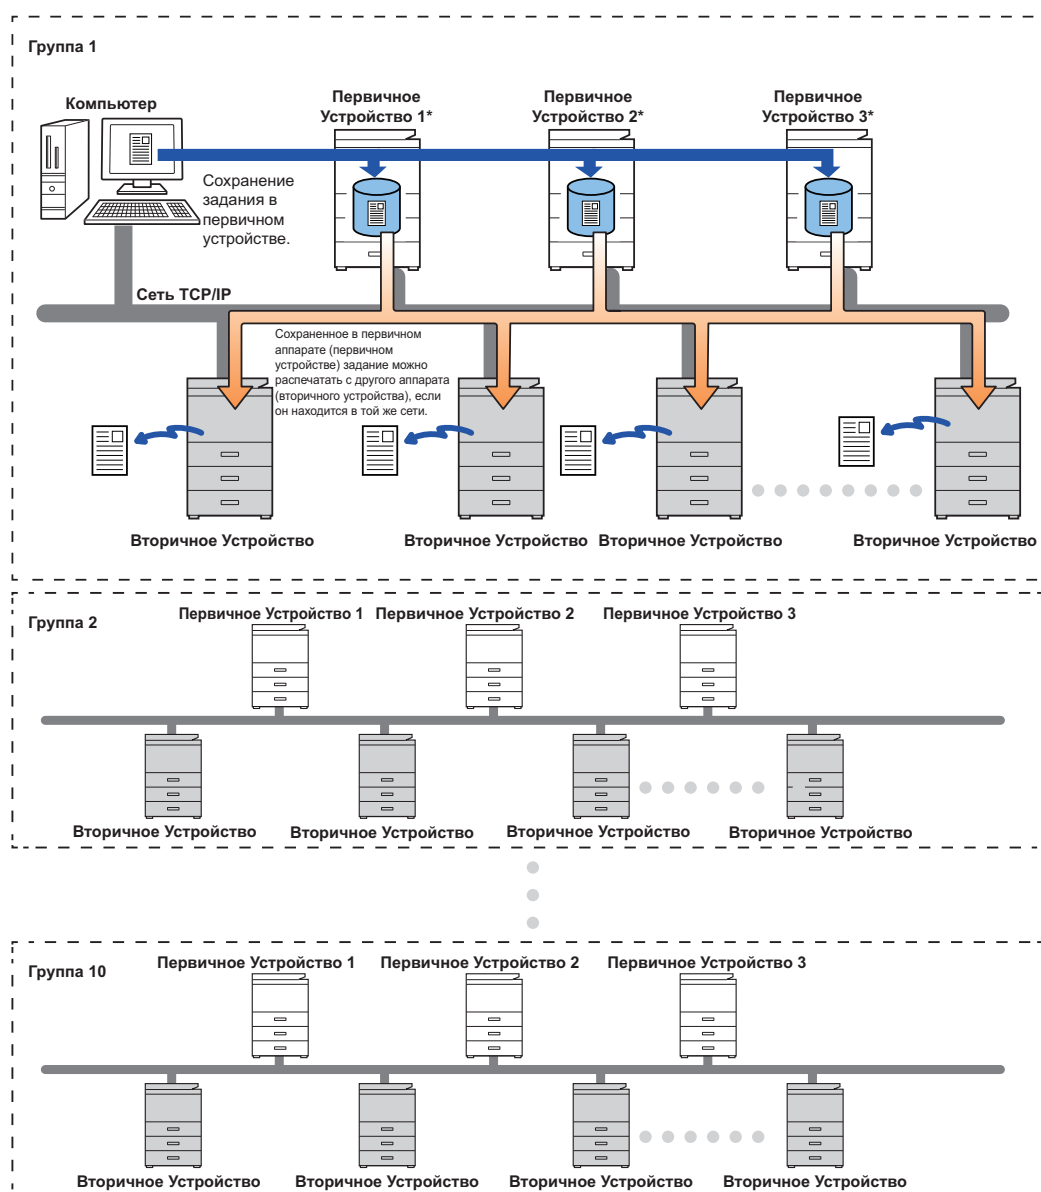 Группа 1
Компьютер
Первичное
Устройство 1*
Первичное
Устройство 2*
Первичное
Устройство 3*
Сохранение
задания в
первичном
устройстве.
Сеть TCP/IP
Сохраненное в первичном
аппарате (первичном
устройстве) задание можно
распечатать с другого аппарата
(вторичного устройства), если
он находится в той же сети.
Вторичное Устройство
Вторичное Устройство
Вторичное Устройство
Вторичное Устройство
Группа 2
Первичное Устройство 1
Первичное Устройство 2
Первичное Устройство 3
Вторичное Устройство
Вторичное Устройство
Вторичное Устройство
Вторичное Устройство
Группа 10
Первичное Устройство 1
Первичное Устройство 2
Первичное Устройство 3
Вторичное Устройство
Вторичное Устройство
Вторичное Устройство
Вторичное Устройство